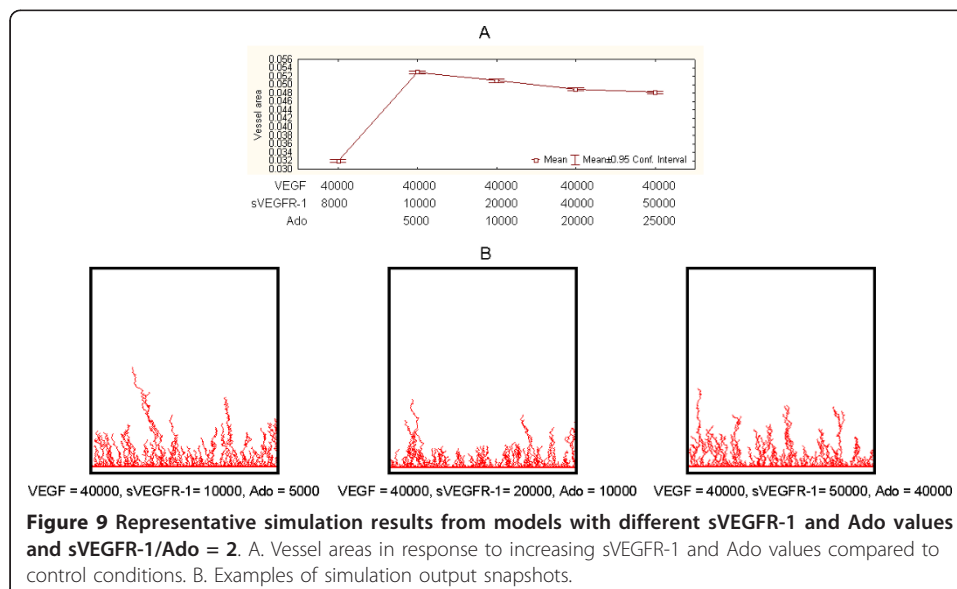 A
0.056
0.054
0.052
0.050
0.048
0.046
0.044
0.042
0.040
0.038
0.036
0.034
0.032
0.030
Vessel area
Mean Mean±0.95 Conf. Interval
VEGF 40000 40000 40000 40000 40000
sVEGFR-1 8000 10000 20000 40000 50000
Ado 5000 10000 20000 25000
B
VEGF = 40000, sVEGFR-1= 10000, Ado = 5000
VEGF = 40000, sVEGFR-1= 20000, Ado = 10000
VEGF = 40000, sVEGFR-1= 50000, Ado = 40000
Figure 9 Representative simulation results from models with different sVEGFR-1 and Ado values
and sVEGFR-1/Ado = 2. A. Vessel areas in response to increasing sVEGFR-1 and Ado values compared to
control conditions. B. Examples of simulation output snapshots.